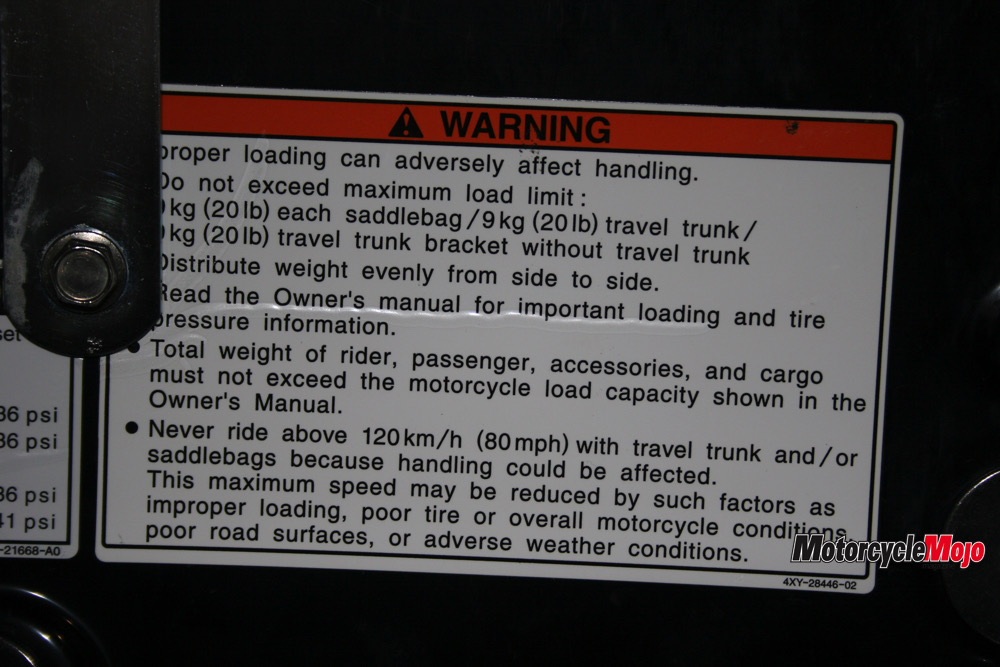 WARNING
proper loading can adversely affect handling.
Do not exceed maximum load limit :
kg (20 lb) each saddlebag / 9 kg (20 lb) travel trunk /
kg (20 lb) travel trunk bracket without travel trunk
Distribute weight evenly from side to side.
Read the Owner's manual for important loading and tire
pressure information.
• Total weight of rider, passenger, accessories, and cargo
must not exceed the motorcycle load capacity shown in the
Owner's Manual.
• Never ride above 120 km/h (80 mph) with travel trunk and / or
saddlebags because handling could be affected.
This maximum speed may be reduced by such factors as
improper loading, poor tire or overall motorcycle conditions,
poor road surfaces, or adverse weather conditions.
4XY-28446-02
set
36 psi
36 psi
36 psi
41 psi
-21668-A0
MotorcycleMojo